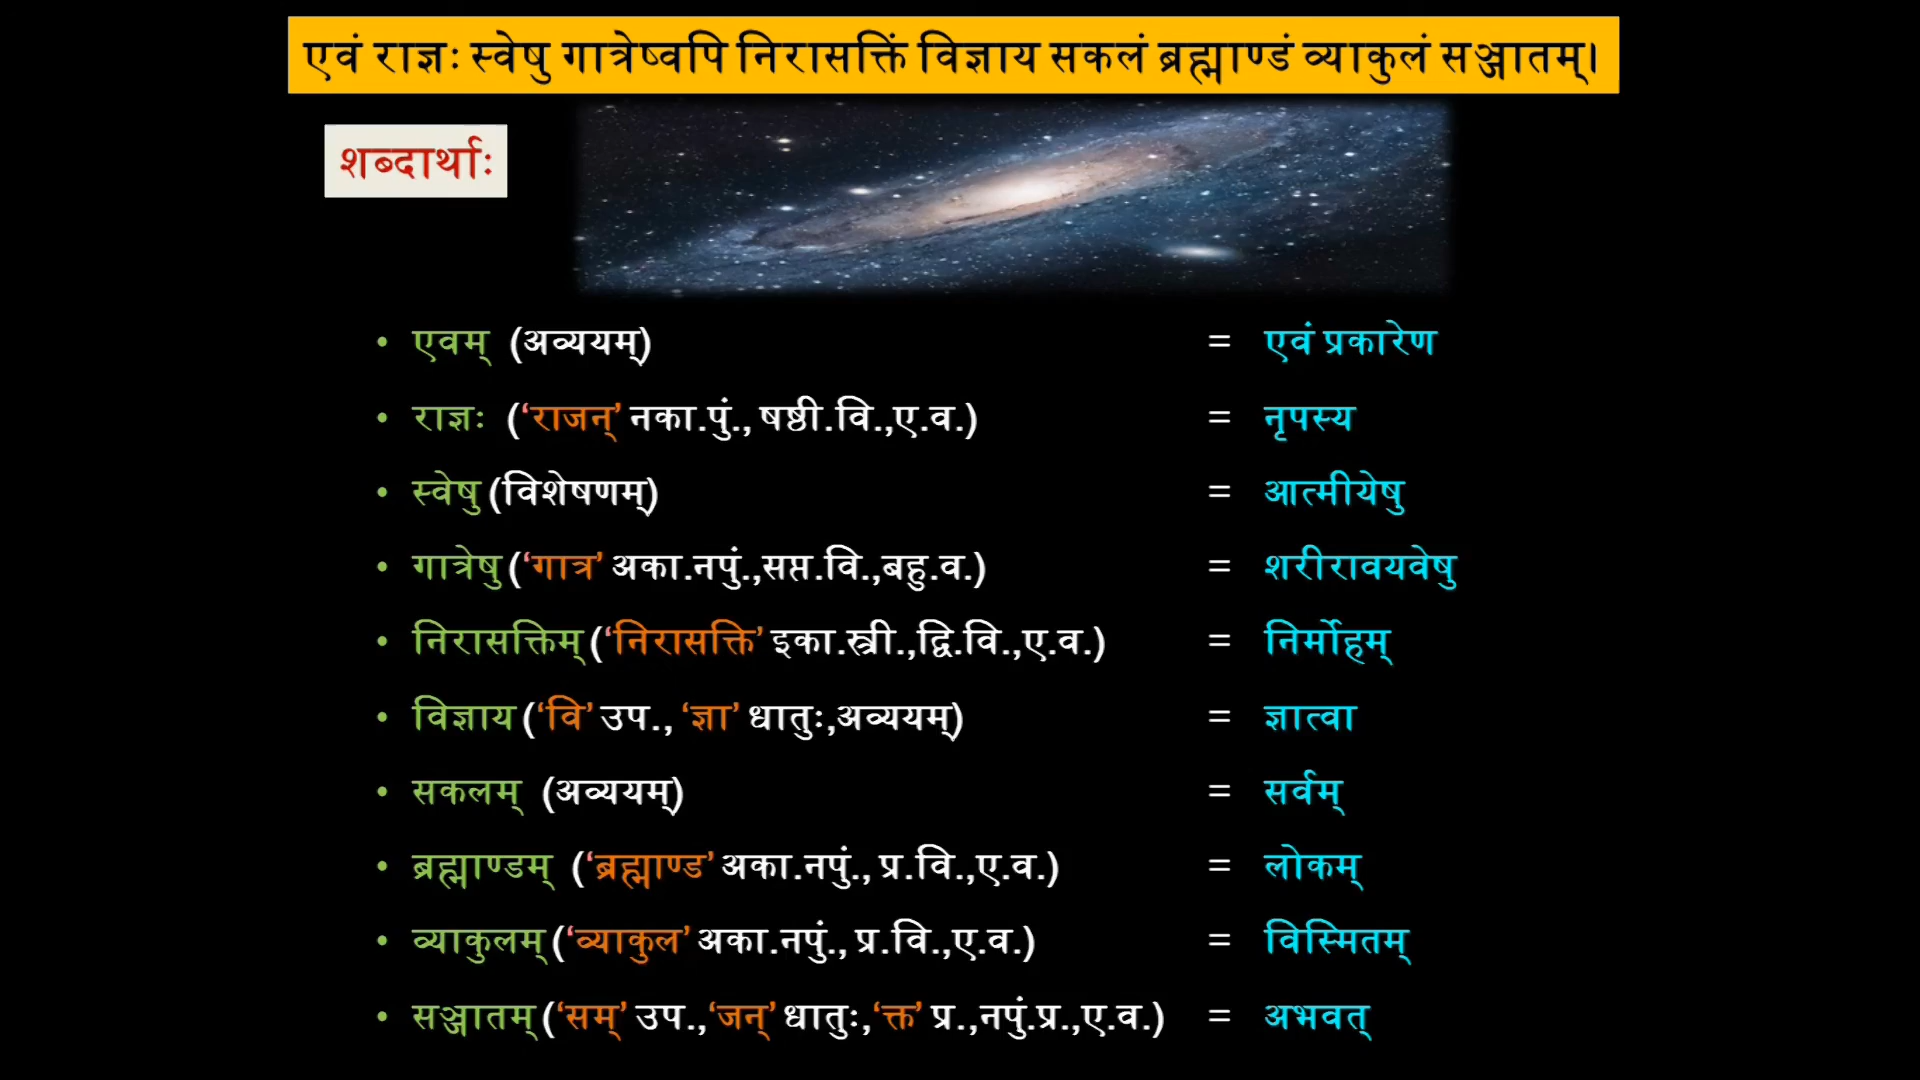 एवं राज्ञः स्वेषु गात्रेष्वपि निरासक्तिं विज्ञाय सकलं ब्रह्माण्डं व्याकुलं सञ्जातम्।
शब्दार्थाः
• एवम् (अव्ययम्) = एवं प्रकारेण
• राज्ञः (‘राजन्’ नका.पुं., षष्ठी.वि.,ए.व.) = नृपस्य
• स्वेषु (विशेषणम्) = आत्मीयेषु
• गात्रेषु (‘गात्र’ अका.नपुं.,सप्त.वि.,बहु.व.) = शरीरावयवेषु
• निरासक्तिम् (‘निरासक्ति’ इका.स्त्री.,द्वि.वि.,ए.व.) = निर्मोहम्
• विज्ञाय (‘वि’ उप., ‘ज्ञा’ धातुः,अव्ययम्) = ज्ञात्वा
• सकलम् (अव्ययम्) = सर्वम्
• ब्रह्माण्डम् (‘ब्रह्माण्ड’ अका.नपुं., प्र.वि.,ए.व.) = लोकम्
• व्याकुलम् (‘व्याकुल’ अका.नपुं., प्र.वि.,ए.व.) = विस्मितम्
• सञ्जातम् (‘सम्’ उप.,‘जन्’ धातुः,‘क्त’ प्र.,नपुं.प्र.,ए.व.) = अभवत्